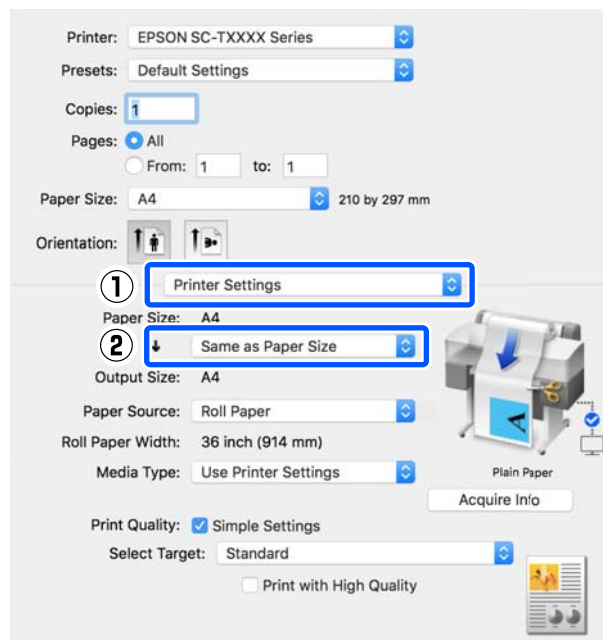 Printer: EPSON SC-TXXXX Series
Presets: Default Settings
Copies: 1
Pages: All
From: 1 to: 1
Paper Size: A4 210 by 297 mm
Orientation:
① Printer Settings
Paper Size: A4
② Same as Paper Size
Output Size: A4
Paper Source: Roll Paper
Roll Paper Width: 36 inch (914 mm)
Media Type: Use Printer Settings
A
Plain Paper
Acquire Info
Print Quality: Simple Settings
Select Target: Standard
Print with High Quality